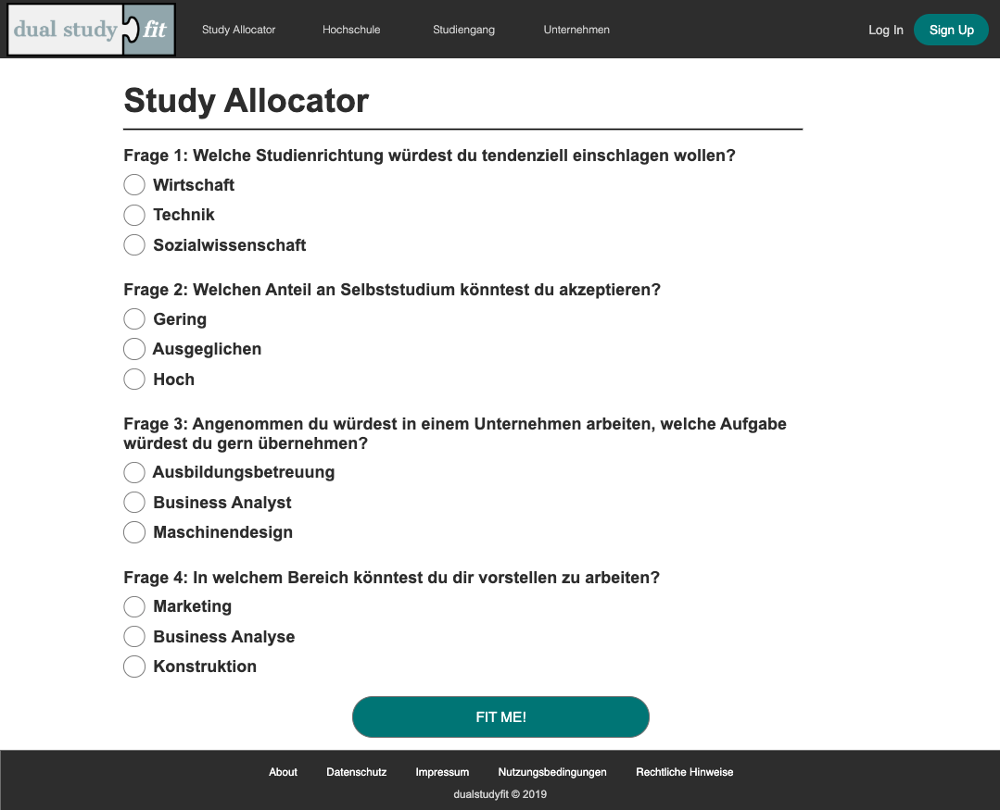 dual study fit
Study Allocator
Hochschule
Studiengang
Unternehmen
Log In
Sign Up
Study Allocator
Frage 1: Welche Studienrichtung würdest du tendenziell einschlagen wollen?
Wirtschaft
Technik
Sozialwissenschaft
Frage 2: Welchen Anteil an Selbststudium könntest du akzeptieren?
Gering
Ausgeglichen
Hoch
Frage 3: Angenommen du würdest in einem Unternehmen arbeiten, welche Aufgabe
würdest du gern übernehmen?
Ausbildungsbetreuung
Business Analyst
Maschinendesign
Frage 4: In welchem Bereich könntest du dir vorstellen zu arbeiten?
Marketing
Business Analyse
Konstruktion
FIT ME!
About
Datenschutz
Impressum
Nutzungsbedingungen
Rechtliche Hinweise
dualstudyfit © 2019